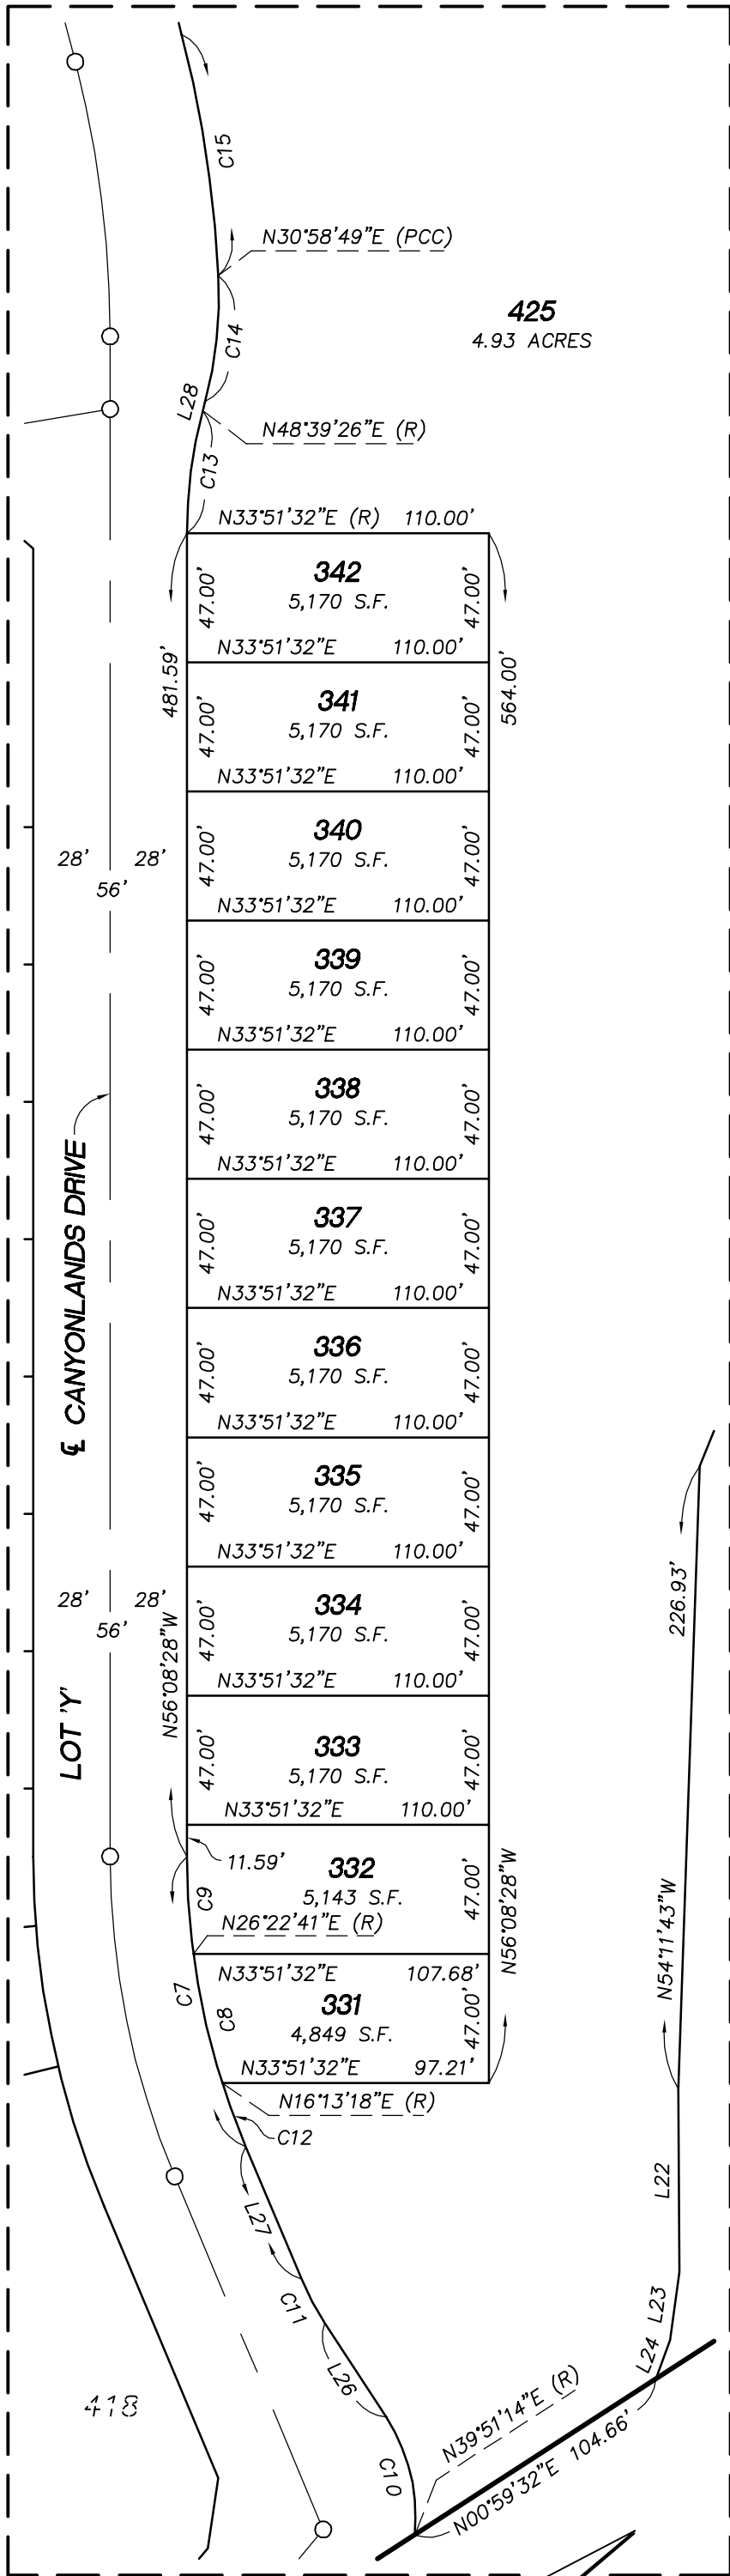 C15
N30°58'49"E (PCC)
425
4.93 ACRES
C14
L28
N48°39'26"E (R)
C13
N33°51'32"E (R) 110.00'
342
5,170 S.F.
47.00'
47.00'
N33°51'32"E 110.00'
481.59'
564.00'
341
5,170 S.F.
47.00'
47.00'
N33°51'32"E 110.00'
340
5,170 S.F.
47.00'
47.00'
28' 28'
56'
N33°51'32"E 110.00'
339
5,170 S.F.
47.00'
47.00'
N33°51'32"E 110.00'
338
5,170 S.F.
47.00'
47.00'
N33°51'32"E 110.00'
℄ CANYONLANDS DRIVE
337
5,170 S.F.
47.00'
47.00'
N33°51'32"E 110.00'
336
5,170 S.F.
47.00'
47.00'
N33°51'32"E 110.00'
335
5,170 S.F.
47.00'
47.00'
N33°51'32"E 110.00'
226.93'
334
5,170 S.F.
47.00'
47.00'
28' 28'
56'
N56°08'28"W
N33°51'32"E 110.00'
LOT 'Y'
333
5,170 S.F.
47.00'
47.00'
N33°51'32"E 110.00'
11.59'
332
5,143 S.F.
47.00'
C9
N56°08'28"W
N54°11'43"W
N26°22'41"E (R)
N33°51'32"E 107.68'
C7
C8
331
4,849 S.F.
47.00'
N33°51'32"E 97.21'
N16°13'18"E (R)
C12
L22
L27
C11
L23
L24
L26
418
N39°51'14"E (R)
C10
N00°59'32"E 104.66'